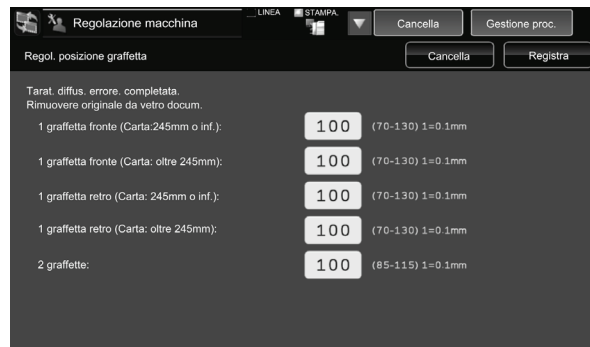 Regolazione macchina
LINEA
STAMPA.
Cancella
Gestione proc.
Regol. posizione graffetta
Cancella
Registra
Tarat. diffus. errore. completata.
Rimuovere originale da vetro docum.
1 graffetta fronte (Carta:245mm o inf.): 100 (70-130) 1=0.1mm
1 graffetta fronte (Carta: oltre 245mm): 100 (70-130) 1=0.1mm
1 graffetta retro (Carta: 245mm o inf.): 100 (70-130) 1=0.1mm
1 graffetta retro (Carta: oltre 245mm): 100 (70-130) 1=0.1mm
2 graffette: 100 (85-115) 1=0.1mm